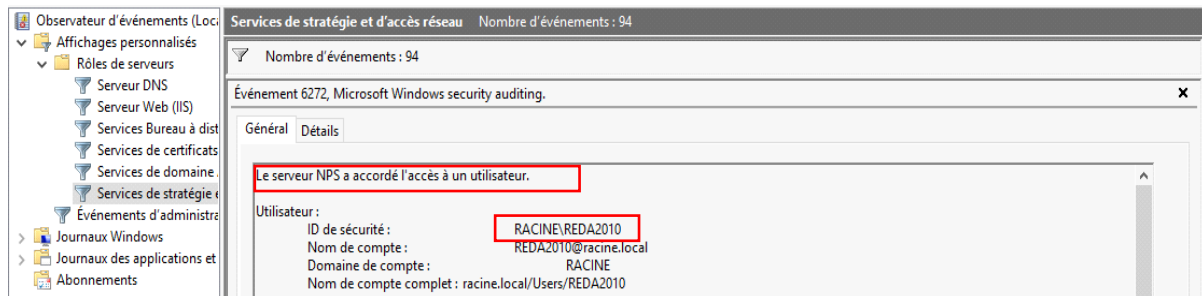 Observateur d'événements (Loca
Affichages personnalisés
Rôles de serveurs
Serveur DNS
Serveur Web (IIS)
Services Bureau à dist
Services de certificats
Services de domaine
Services de stratégie e
Événements d'administra
Journaux Windows
Journaux des applications et
Abonnements
Services de stratégie et d'accès réseau Nombre d'événements : 94
Nombre d'événements : 94
Événement 6272, Microsoft Windows security auditing.
Général Détails
Le serveur NPS a accordé l'accès à un utilisateur.
Utilisateur :
ID de sécurité : RACINE\REDA2010
Nom de compte : REDA2010@racine.local
Domaine de compte : RACINE
Nom de compte complet : racine.local/Users/REDA2010